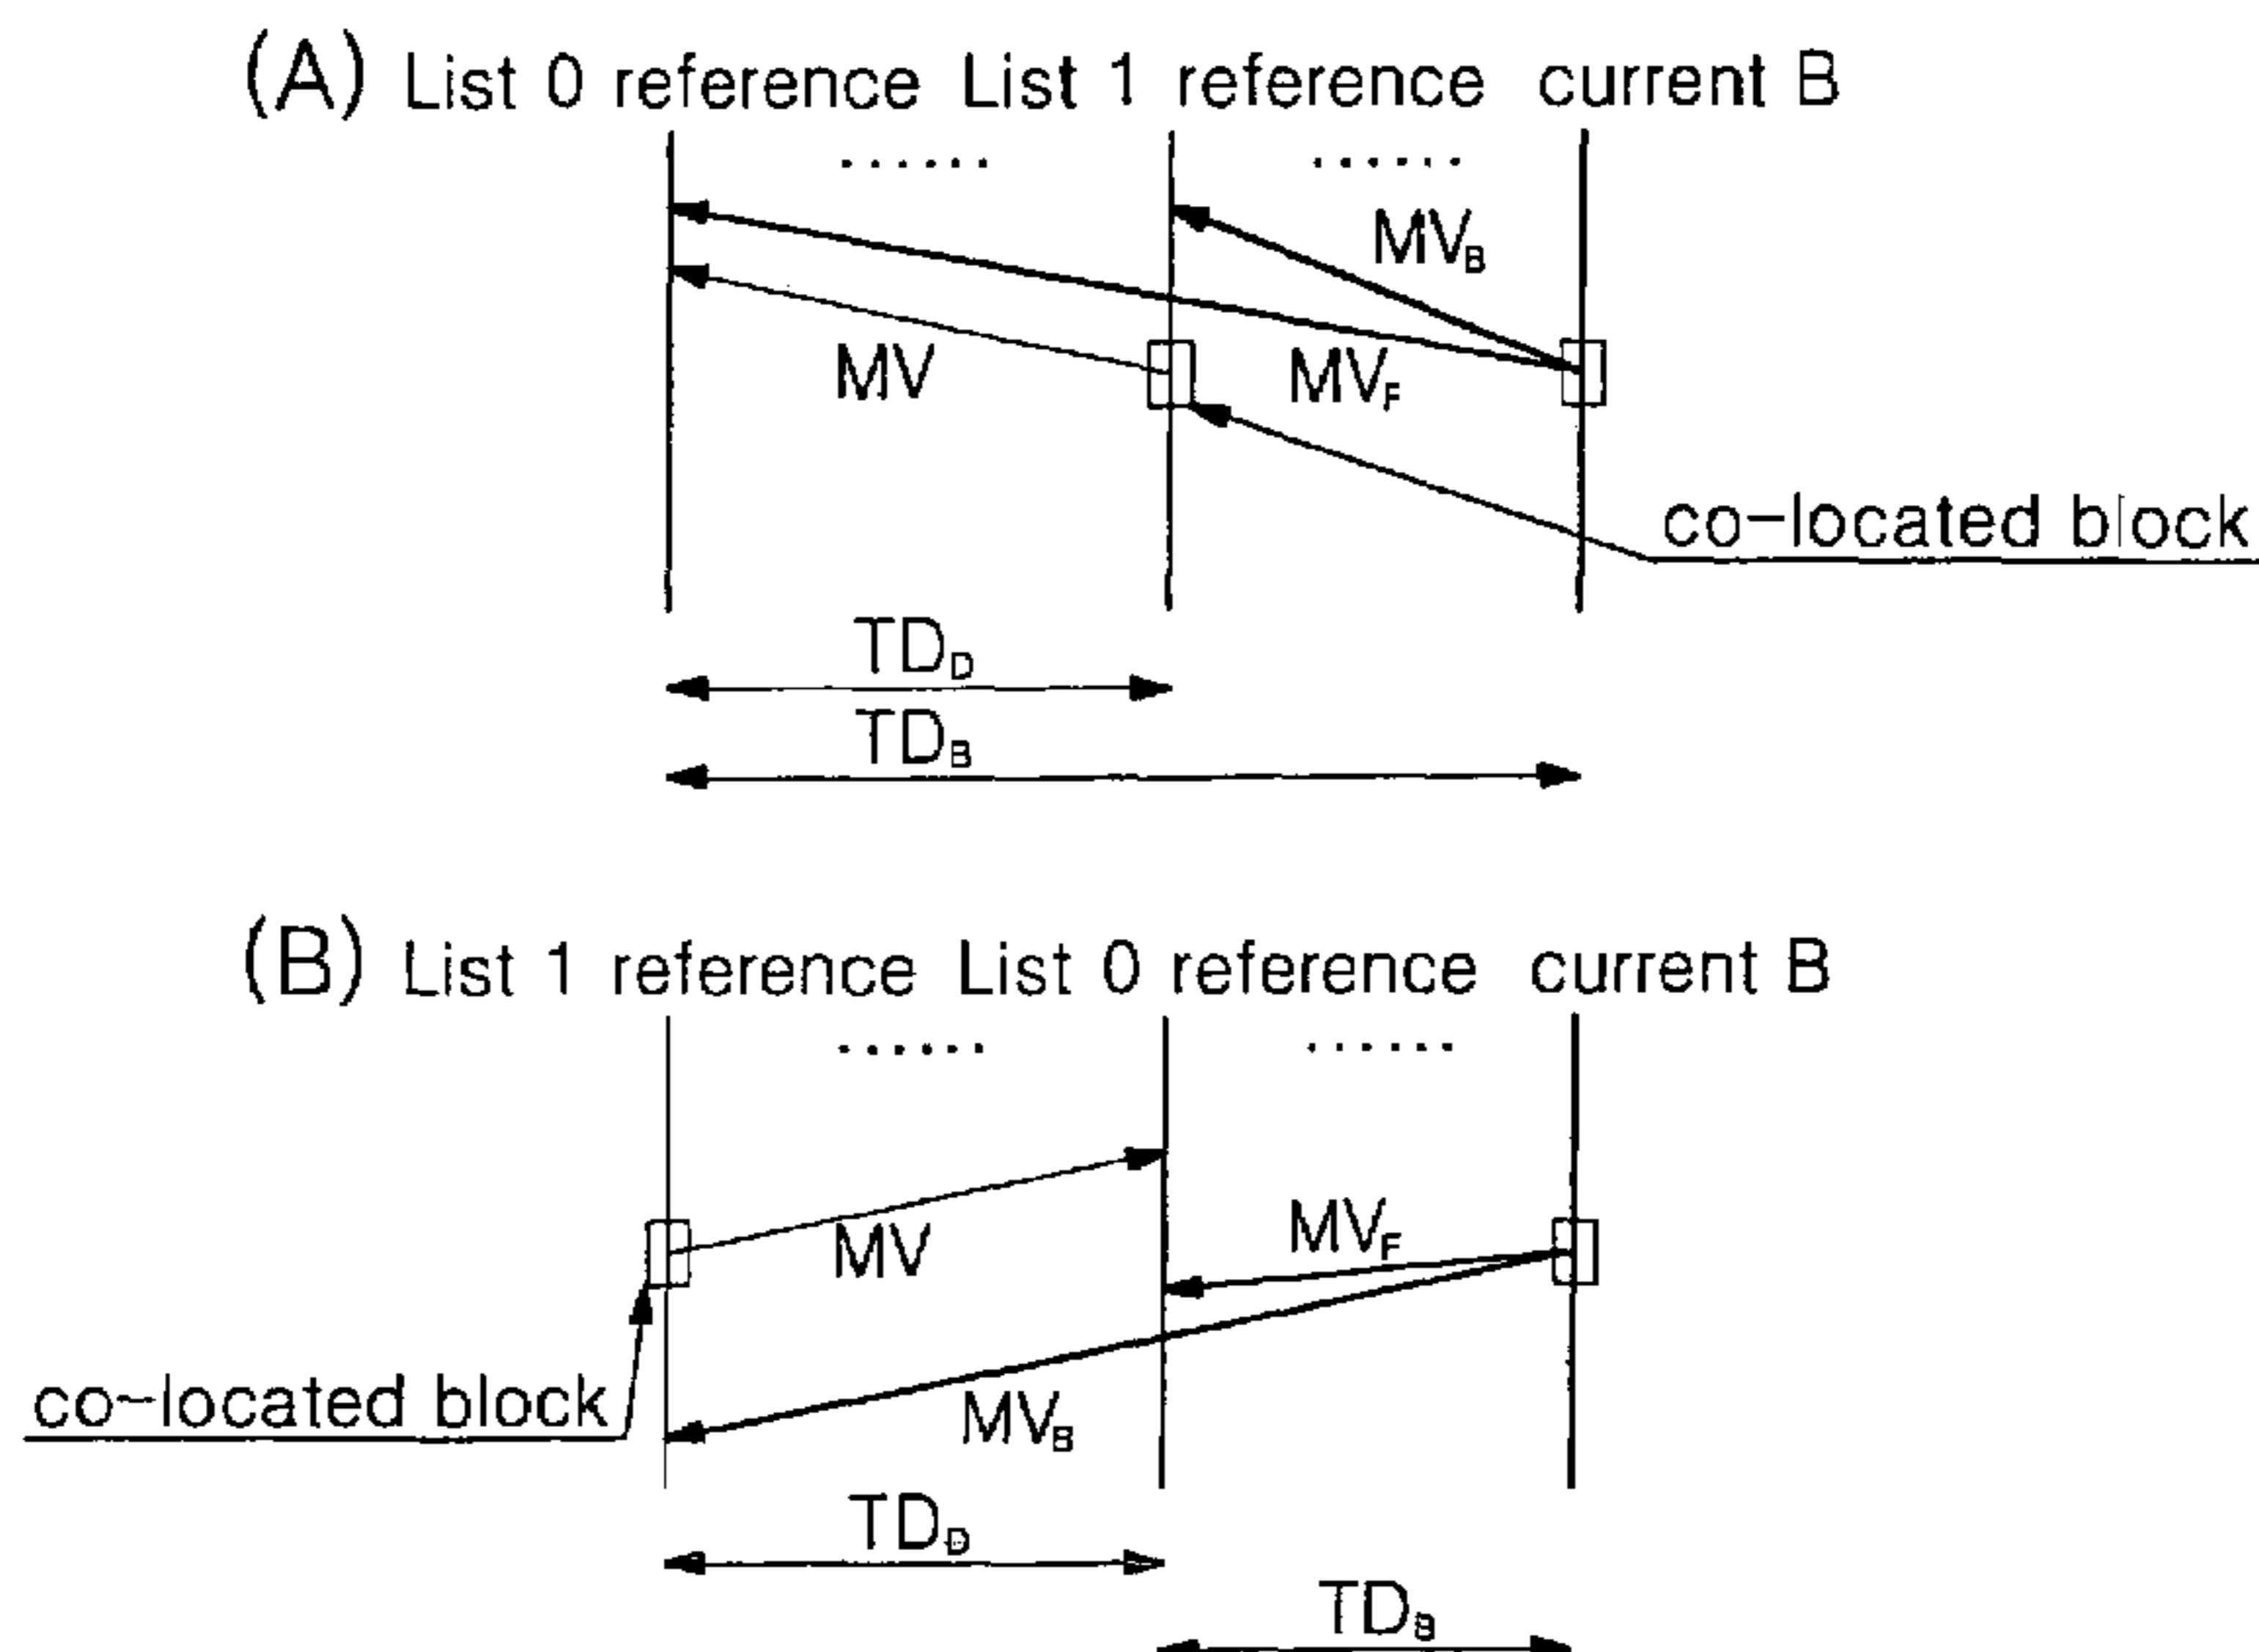 (A) List 0 reference List 1 reference current B
......  ......
MV_B
MV MV_F
co-located block
TD_D
TD_B
(B) List 1 reference List 0 reference current B
......  ......
MV MV_F
co-located block
MV_B
TD_D
TD_B